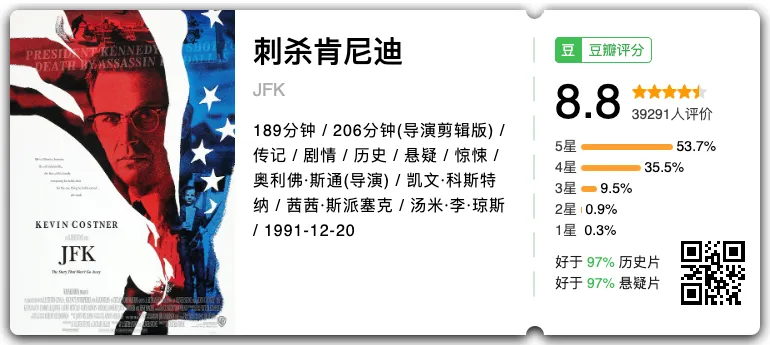 PRESIDENT KENNEDY SHOT
DEATH BY ASSASSIN DALLAS
KEVIN COSTNER
JFK
The Story That Won't Go Away
刺杀肯尼迪
JFK
189分钟 / 206分钟(导演剪辑版) /
传记 / 剧情 / 历史 / 悬疑 / 惊悚 /
奥利佛·斯通(导演) / 凯文·科斯特
纳 / 茜茜·斯派塞克 / 汤米·李·琼斯
/ 1991-12-20
豆 豆瓣评分
8.8
39291人评价
5星 53.7%
4星 35.5%
3星 9.5%
2星 0.9%
1星 0.3%
好于 97% 历史片
好于 97% 悬疑片